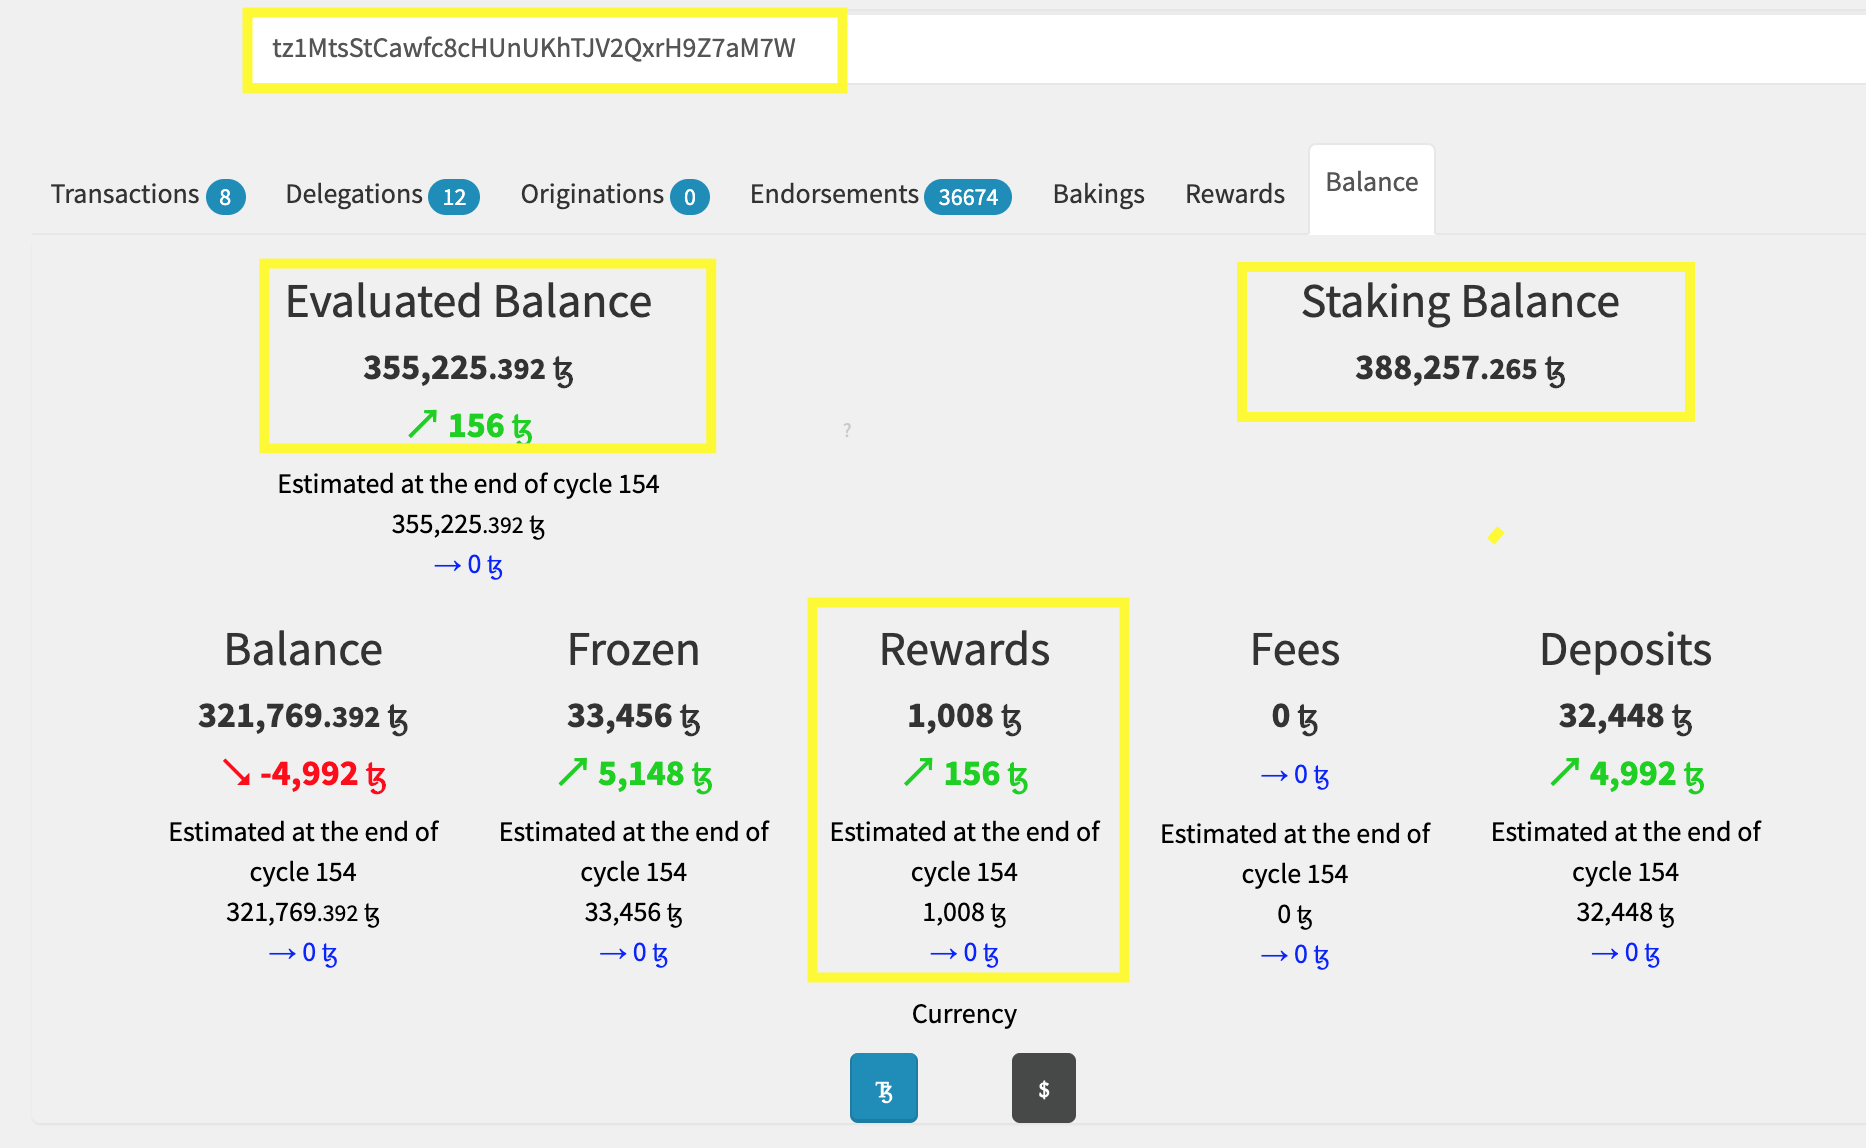 tz1MtsStCawfc8cHUnUKhTJV2QxrH9Z7aM7W
Transactions 8 Delegations 12 Originations 0 Endorsements 36674 Bakings Rewards Balance
Evaluated Balance
355,225.392 ꜩ
↗ 156 ꜩ
Estimated at the end of cycle 154
355,225.392 ꜩ
→ 0 ꜩ
?
Staking Balance
388,257.265 ꜩ
Balance
321,769.392 ꜩ
↘ -4,992 ꜩ
Estimated at the end of
cycle 154
321,769.392 ꜩ
→ 0 ꜩ
Frozen
33,456 ꜩ
↗ 5,148 ꜩ
Estimated at the end of
cycle 154
33,456 ꜩ
→ 0 ꜩ
Rewards
1,008 ꜩ
↗ 156 ꜩ
Estimated at the end of
cycle 154
1,008 ꜩ
→ 0 ꜩ
Fees
0 ꜩ
→ 0 ꜩ
Estimated at the end of
cycle 154
0 ꜩ
→ 0 ꜩ
Deposits
32,448 ꜩ
↗ 4,992 ꜩ
Estimated at the end of
cycle 154
32,448 ꜩ
→ 0 ꜩ
Currency
Ꜩ $